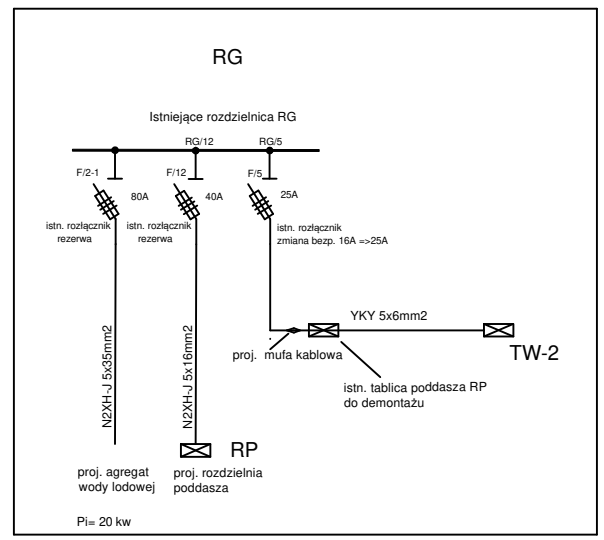 RG
Istniejące rozdzielnica RG
RG/12
RG/5
F/2-1
F/12
F/5
80A
40A
25A
istn. rozłącznik
rezerwa
istn. rozłącznik
rezerwa
istn. rozłącznik
zmiana bezp. 16A =>25A
N2XH-J 5x35mm2
N2XH-J 5x16mm2
YKY 5x6mm2
proj. mufa kablowa
TW-2
istn. tablica poddasza RP
do demontażu
RP
proj. agregat
wody lodowej
proj. rozdzielnia
poddasza
Pi= 20 kw